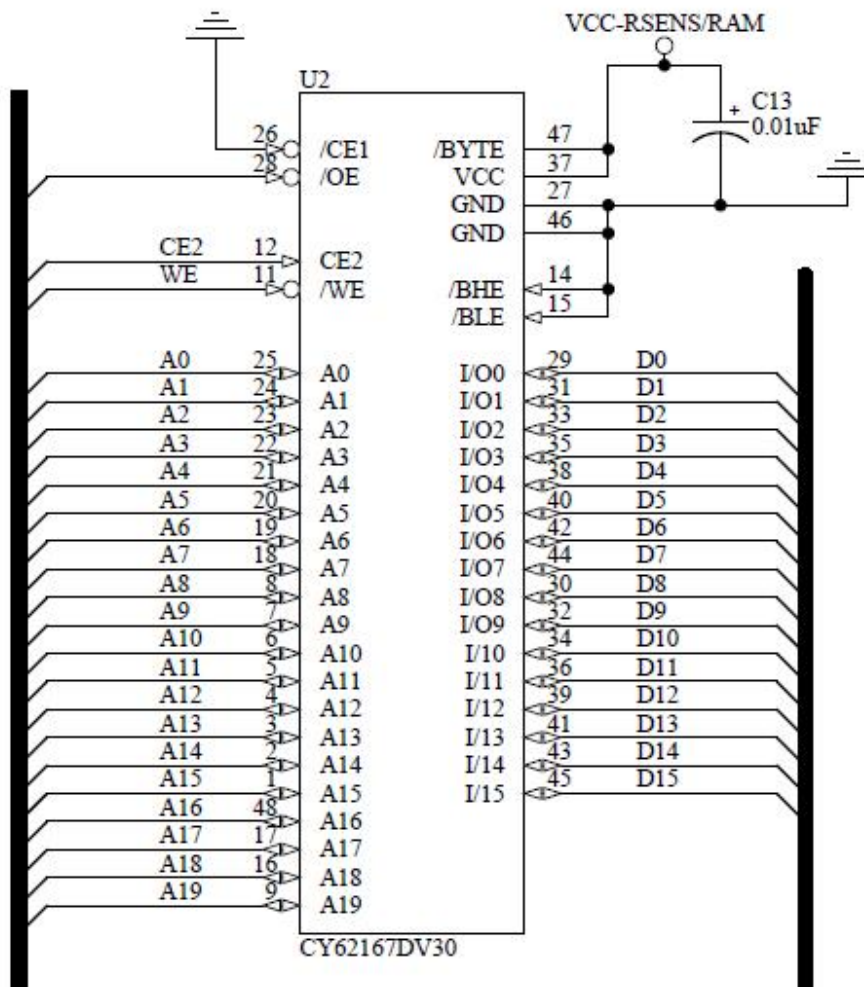 VCC-RSENS/RAM
U2
C13
+
0.01uF
26 /CE1 /BYTE 47
28 /OE VCC 37
GND 27
GND 46
CE2 12 CE2
WE 11 /WE /BHE 14
/BLE 15
A0 25 A0 I/O0 29 D0
A1 24 A1 I/O1 31 D1
A2 23 A2 I/O2 33 D2
A3 22 A3 I/O3 35 D3
A4 21 A4 I/O4 38 D4
A5 20 A5 I/O5 40 D5
A6 19 A6 I/O6 42 D6
A7 18 A7 I/O7 44 D7
A8 8 A8 I/O8 30 D8
A9 7 A9 I/O9 32 D9
A10 6 A10 I/10 34 D10
A11 5 A11 I/11 36 D11
A12 4 A12 I/12 39 D12
A13 3 A13 I/13 41 D13
A14 2 A14 I/14 43 D14
A15 1 A15 I/15 45 D15
A16 48 A16
A17 17 A17
A18 16 A18
A19 9 A19
CY62167DV30